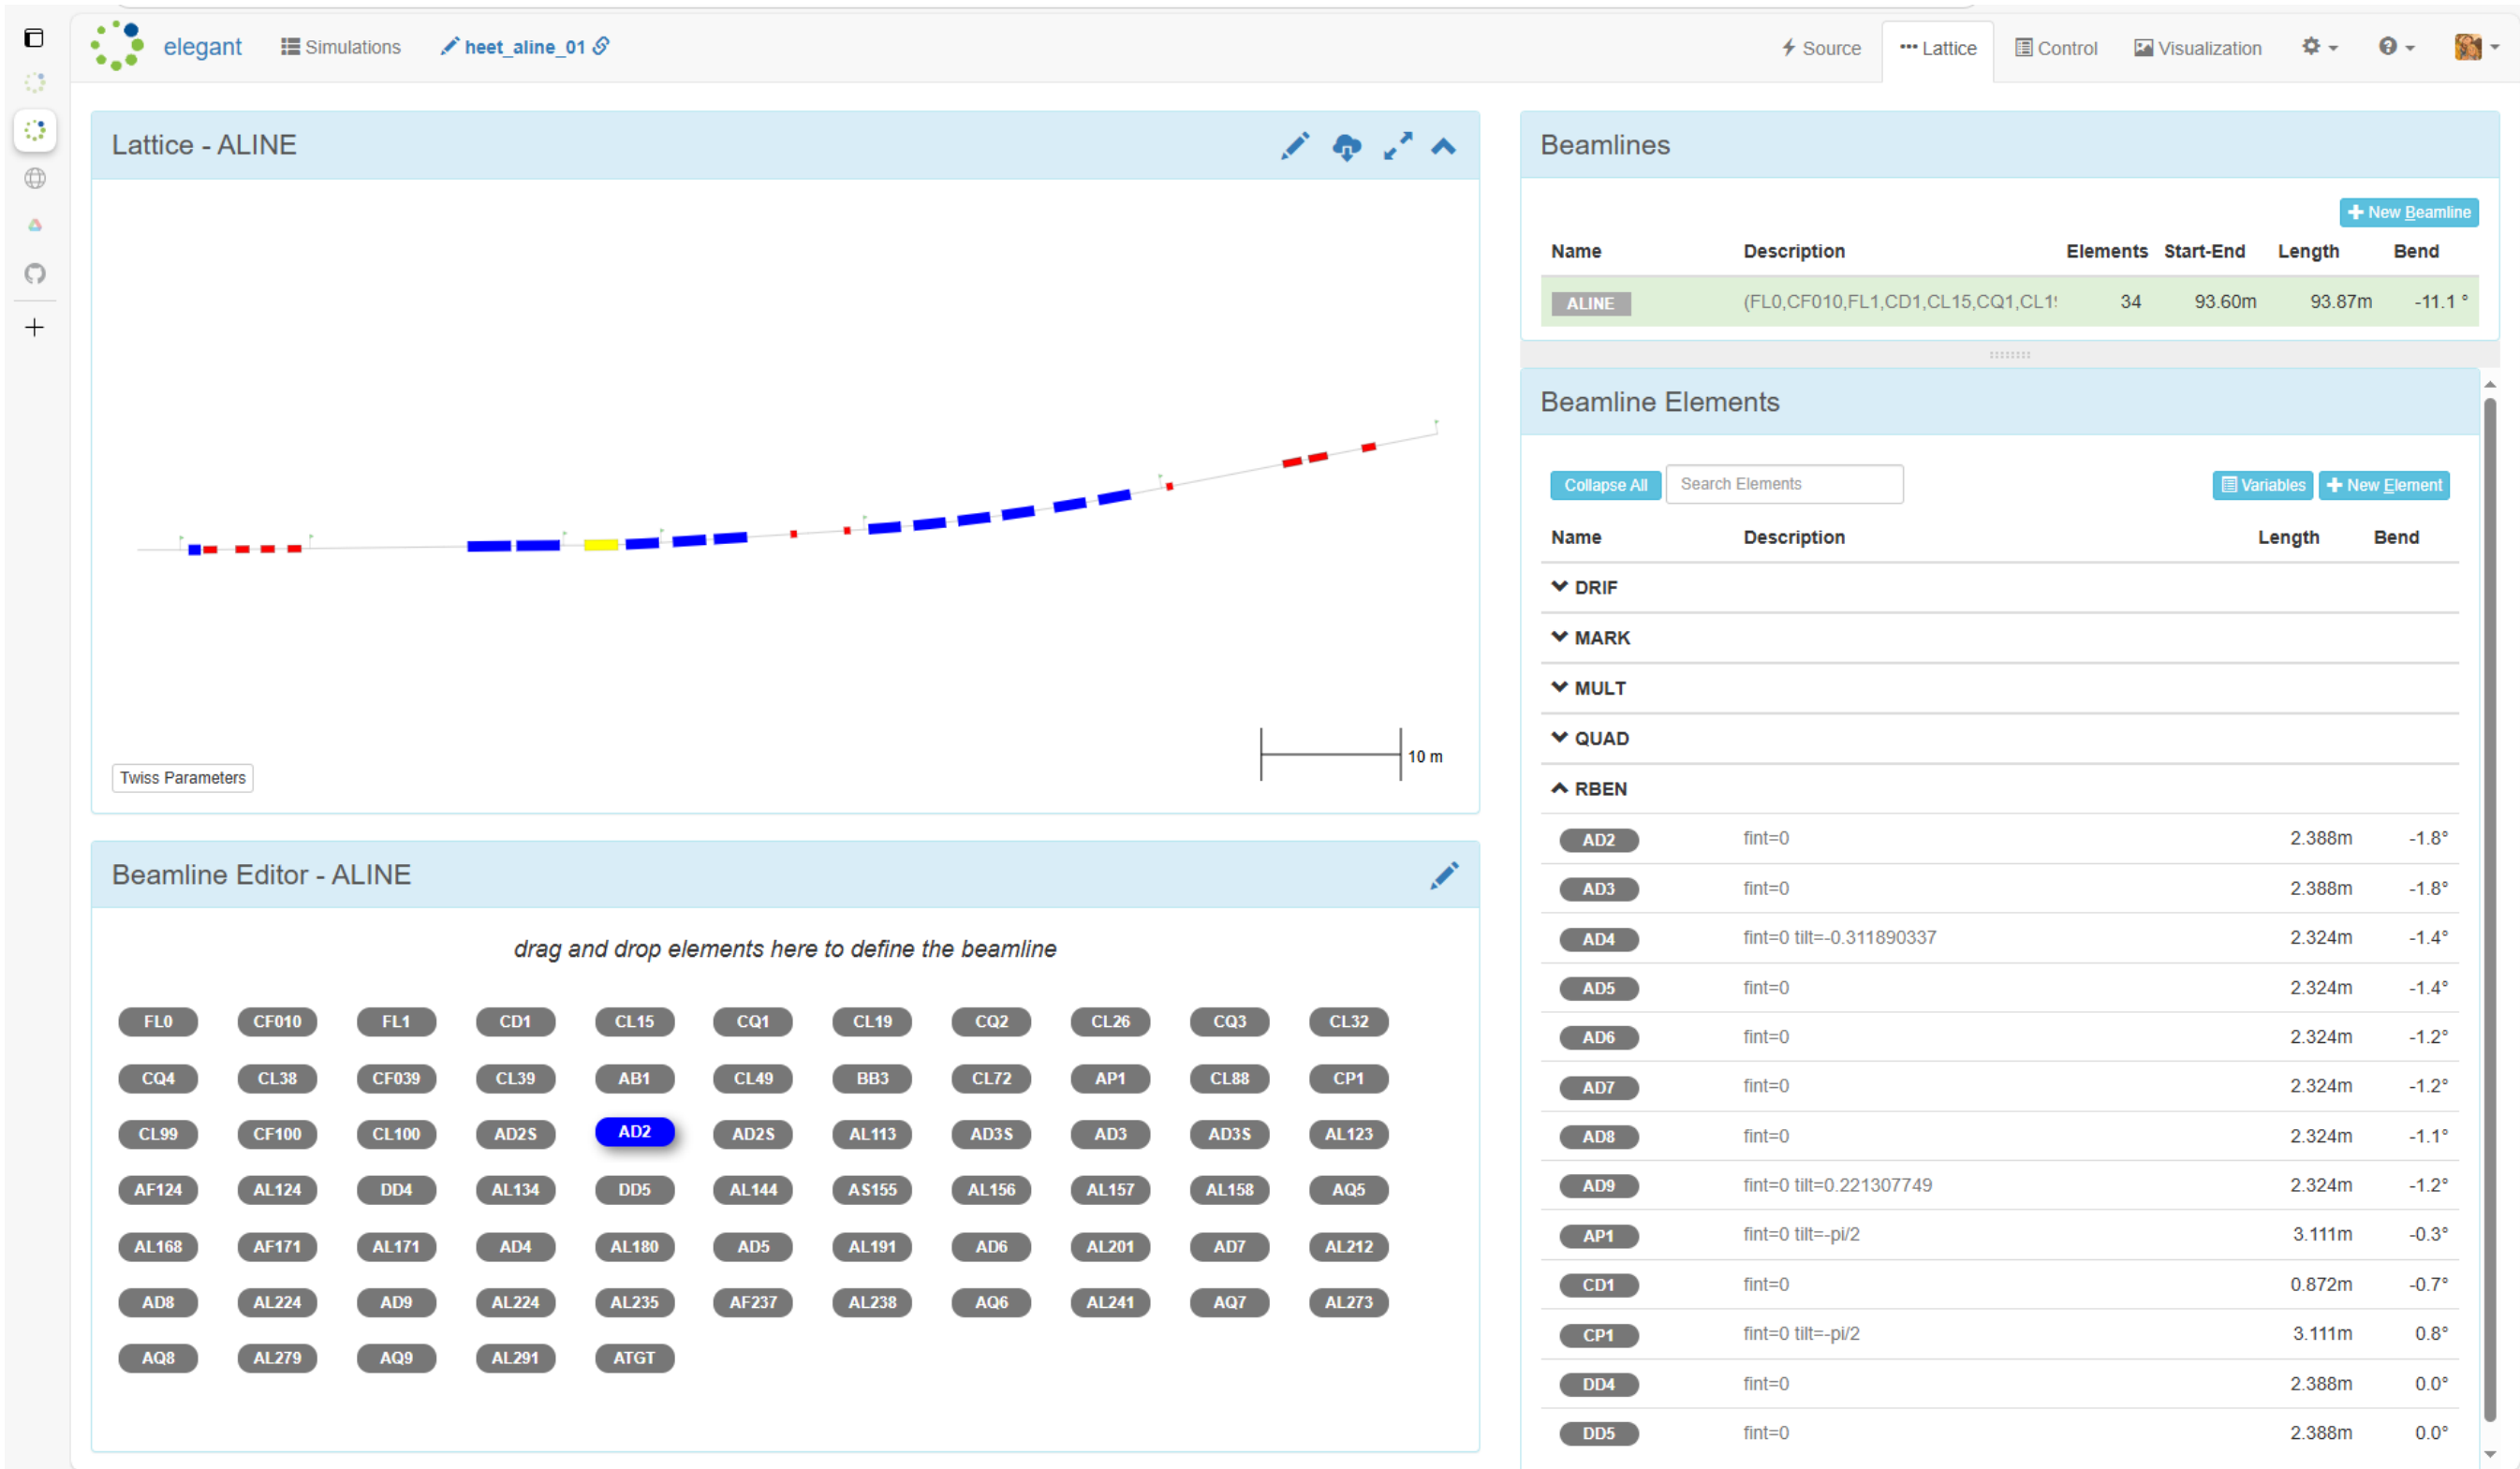 elegant Simulations heet_aline_01 Source Lattice Control Visualization
Lattice - ALINE
10 m
Twiss Parameters
Beamline Editor - ALINE
drag and drop elements here to define the beamline
FL0 CF010 FL1 CD1 CL15 CQ1 CL19 CQ2 CL26 CQ3 CL32
CQ4 CL38 CF039 CL39 AB1 CL49 BB3 CL72 AP1 CL88 CP1
CL99 CF100 CL100 AD2S AD2 AD2S AL113 AD3S AD3 AD3S AL123
AF124 AL124 DD4 AL134 DD5 AL144 AS155 AL156 AL157 AL158 AQ5
AL168 AF171 AL171 AD4 AL180 AD5 AL191 AD6 AL201 AD7 AL212
AD8 AL224 AD9 AL224 AL235 AF237 AL238 AQ6 AL241 AQ7 AL273
AQ8 AL279 AQ9 AL291 ATGT
Beamlines
New Beamline
Name Description Elements Start-End Length Bend
ALINE (FL0,CF010,FL1,CD1,CL15,CQ1,CL1 34 93.60m 93.87m -11.1 °
Beamline Elements
Collapse All Search Elements Variables New Element
Name Description Length Bend
DRIF
MARK
MULT
QUAD
RBEN
AD2 fint=0 2.388m -1.8°
AD3 fint=0 2.388m -1.8°
AD4 fint=0 tilt=-0.311890337 2.324m -1.4°
AD5 fint=0 2.324m -1.4°
AD6 fint=0 2.324m -1.2°
AD7 fint=0 2.324m -1.2°
AD8 fint=0 2.324m -1.1°
AD9 fint=0 tilt=0.221307749 2.324m -1.2°
AP1 fint=0 tilt=-pi/2 3.111m -0.3°
CD1 fint=0 0.872m -0.7°
CP1 fint=0 tilt=-pi/2 3.111m 0.8°
DD4 fint=0 2.388m 0.0°
DD5 fint=0 2.388m 0.0°